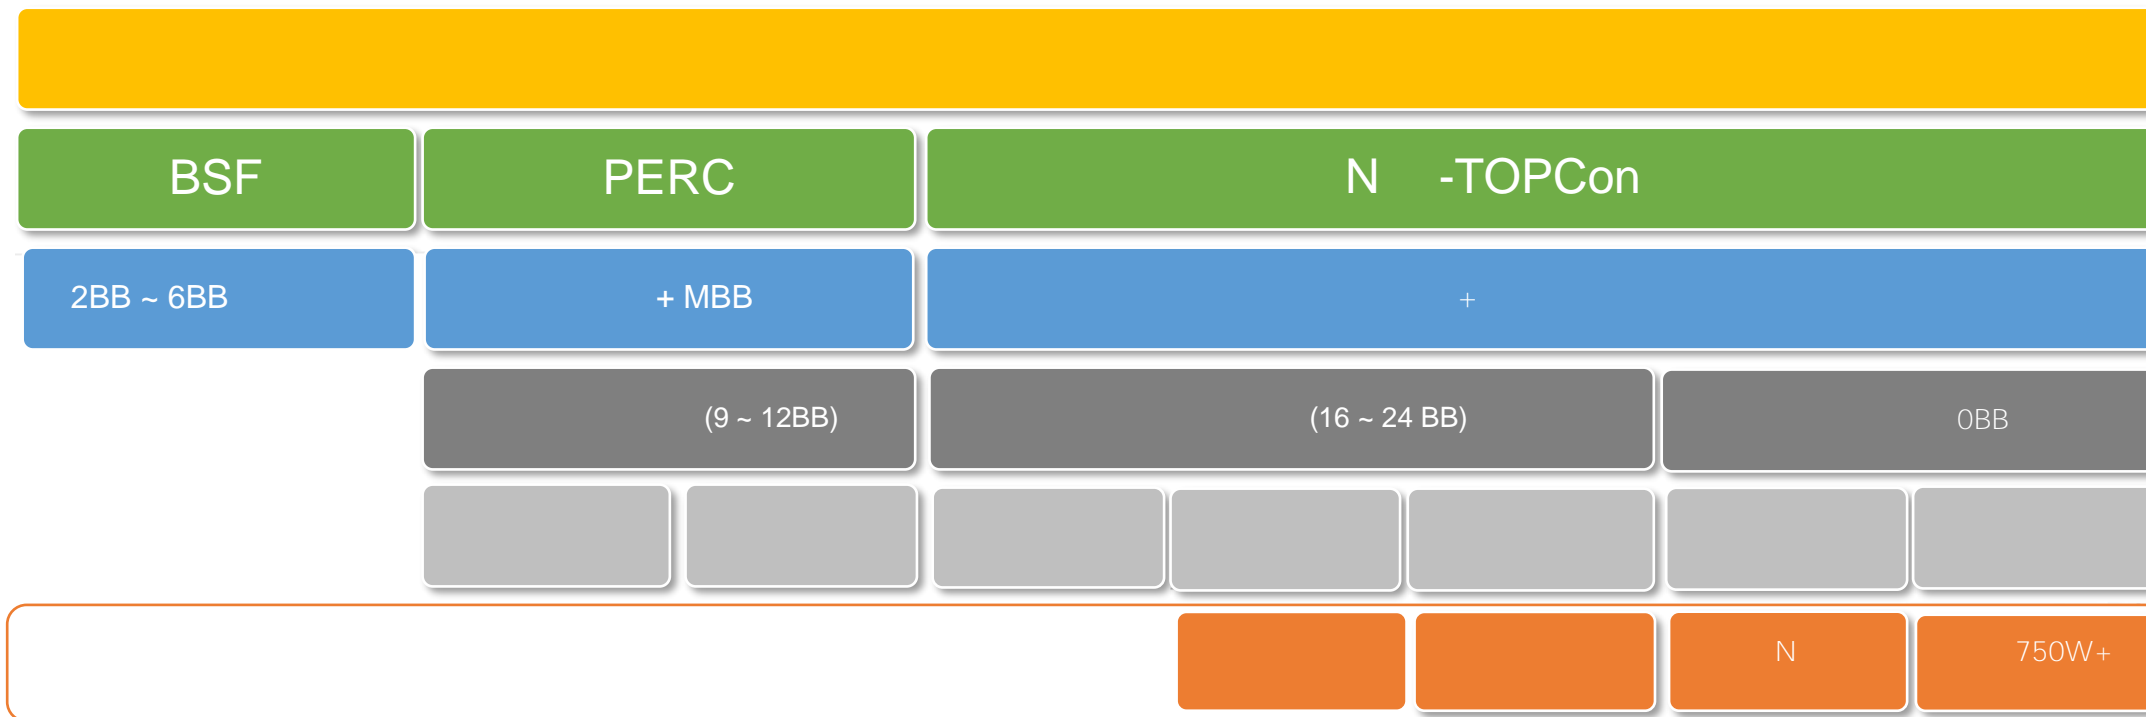 BSF
PERC
N -TOPCon
2BB ~ 6BB
+ MBB
+
(9 ~ 12BB)
(16 ~ 24 BB)
0BB
N
750W+